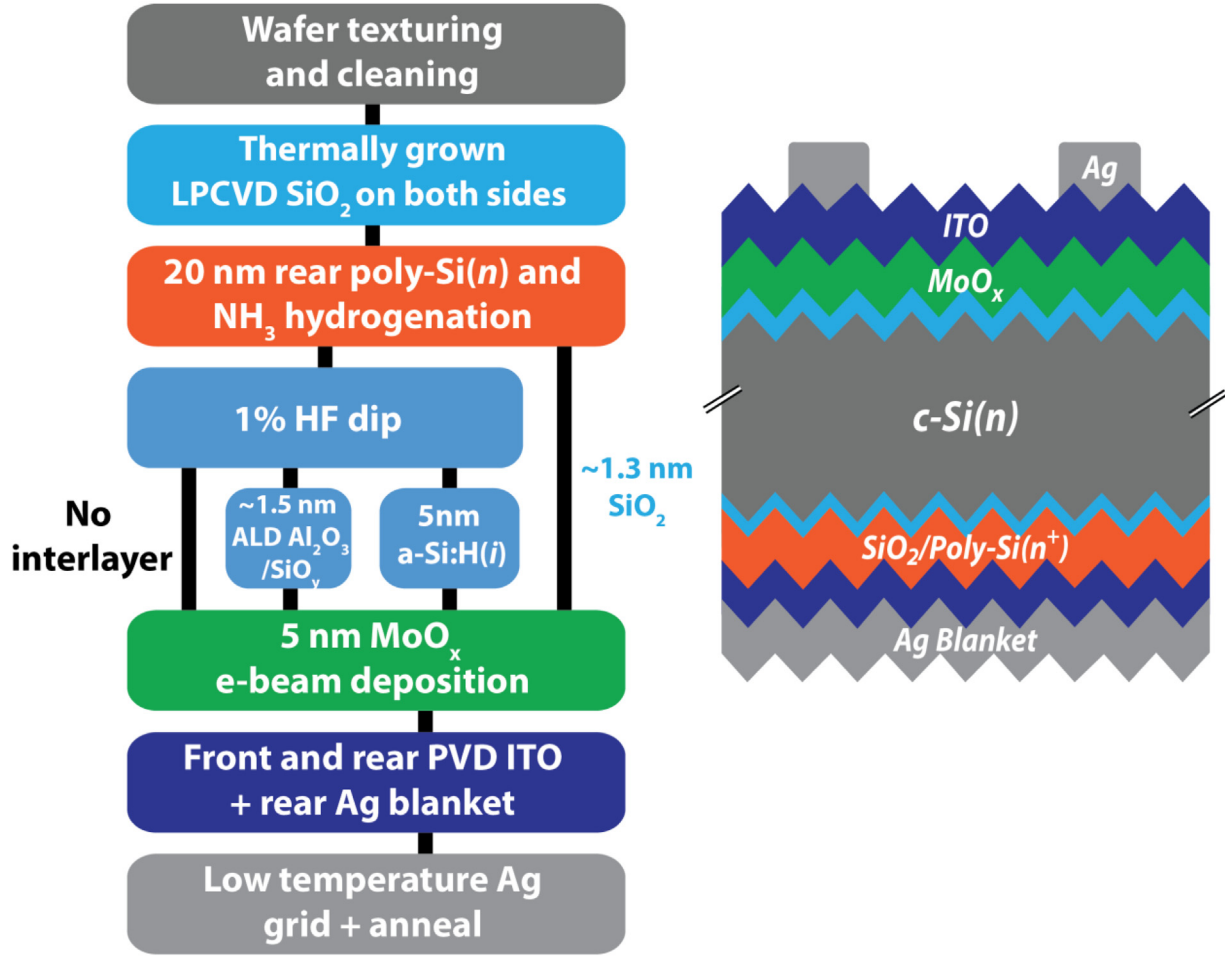 Wafer texturing
and cleaning
Thermally grown
LPCVD SiO₂ on both sides
20 nm rear poly-Si(n) and
NH₃ hydrogenation
1% HF dip
No
interlayer
~1.5 nm
ALD Al₂O₃
/SiOᵧ
5nm
a-Si:H(i)
~1.3 nm
SiO₂
5 nm MoOₓ
e-beam deposition
Front and rear PVD ITO
+ rear Ag blanket
Low temperature Ag
grid + anneal
Ag
ITO
MoOₓ
c-Si(n)
SiO₂/Poly-Si(n⁺)
Ag Blanket